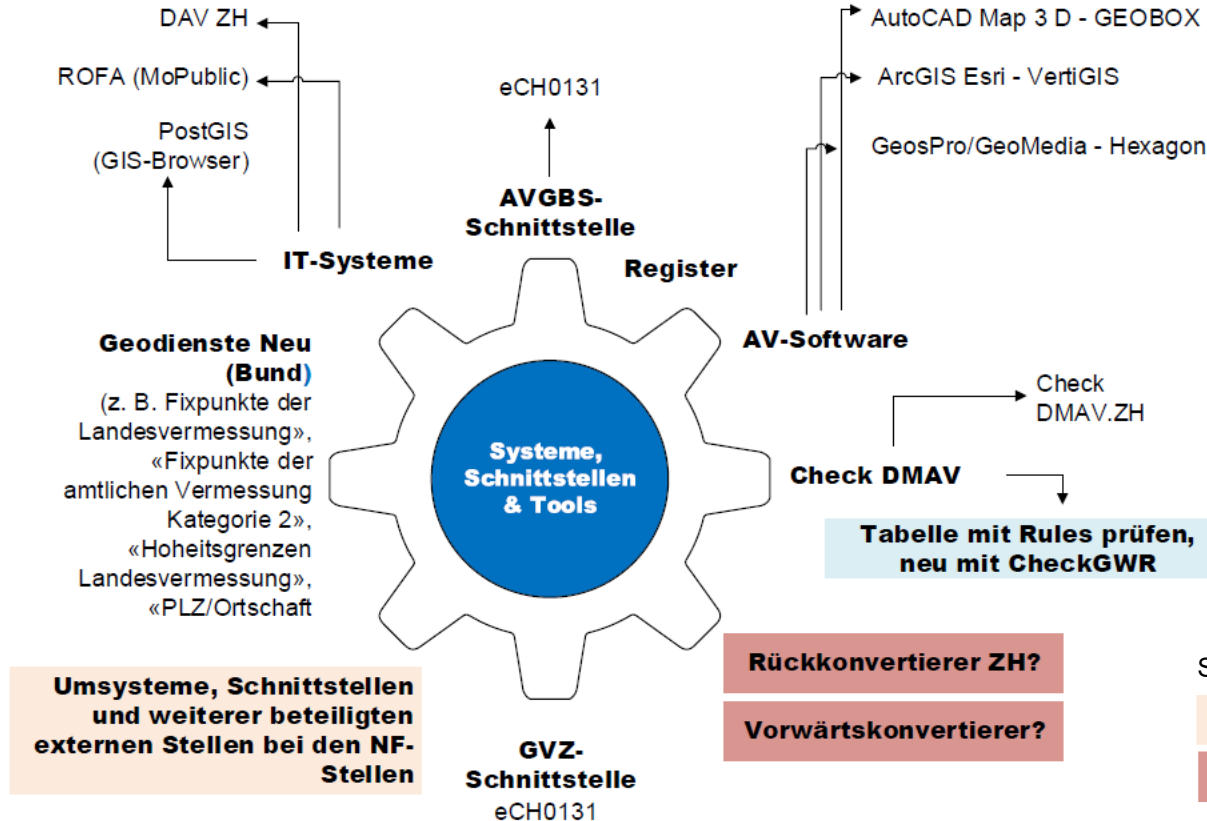 DAV ZH
ROFA (MoPublic)
PostGIS
(GIS-Browser)
IT-Systeme
eCH0131
AVGBS-
Schnittstelle
Register
AutoCAD Map 3 D - GEOBOX
ArcGIS Esri - VertiGIS
GeosPro/GeoMedia - Hexagon
AV-Software
Geodienste Neu
(Bund)
(z. B. Fixpunkte der
Landesvermessung»,
«Fixpunkte der
amtlichen Vermessung
Kategorie 2»,
«Hoheitsgrenzen
Landesvermessung»,
«PLZ/Ortschaft
Systeme,
Schnittstellen
& Tools
Check
DMAV.ZH
Check DMAV
Tabelle mit Rules prüfen,
neu mit CheckGWR
Rückkonvertierer ZH?
Vorwärtskonvertierer?
Umsysteme, Schnittstellen
und weiterer beteiligten
externen Stellen bei den NF-
Stellen
GVZ-
Schnittstelle
eCH0131
S